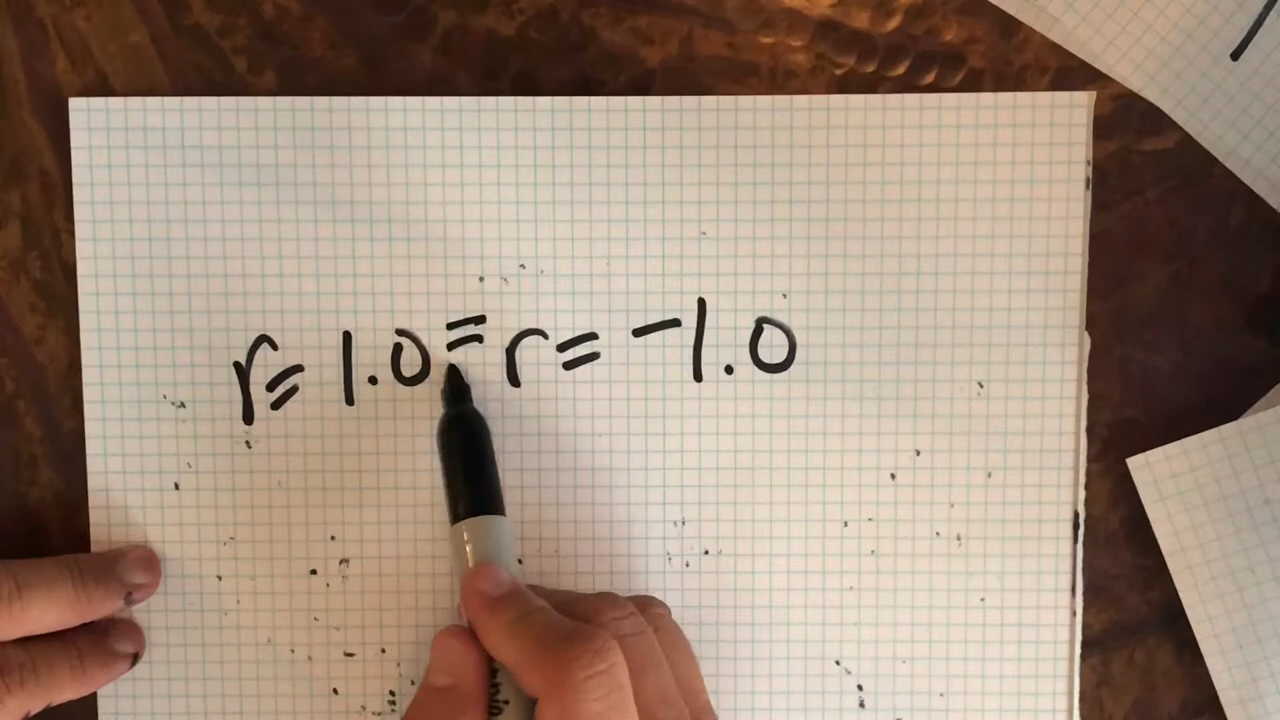 r= 1.0 = r= -1.0